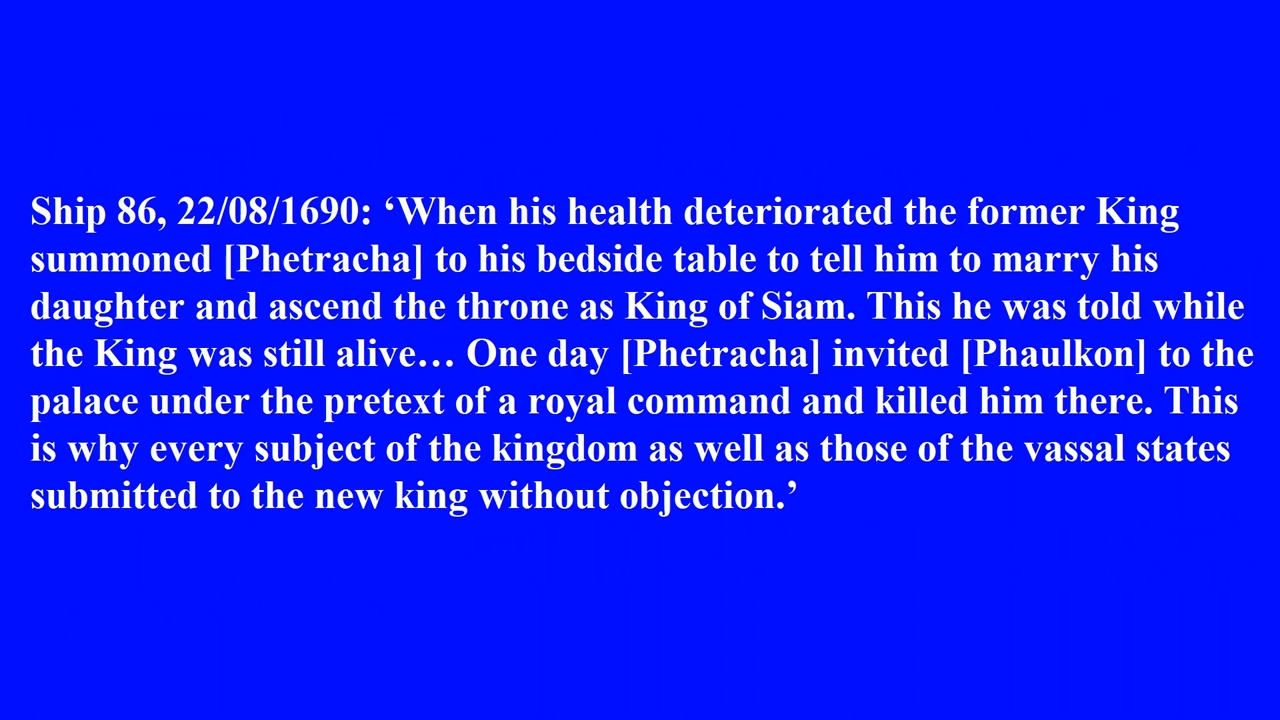 Ship 86, 22/08/1690: ‘When his health deteriorated the former King
summoned [Phetracha] to his bedside table to tell him to marry his
daughter and ascend the throne as King of Siam. This he was told while
the King was still alive… One day [Phetracha] invited [Phaulkon] to the
palace under the pretext of a royal command and killed him there. This
is why every subject of the kingdom as well as those of the vassal states
submitted to the new king without objection.’